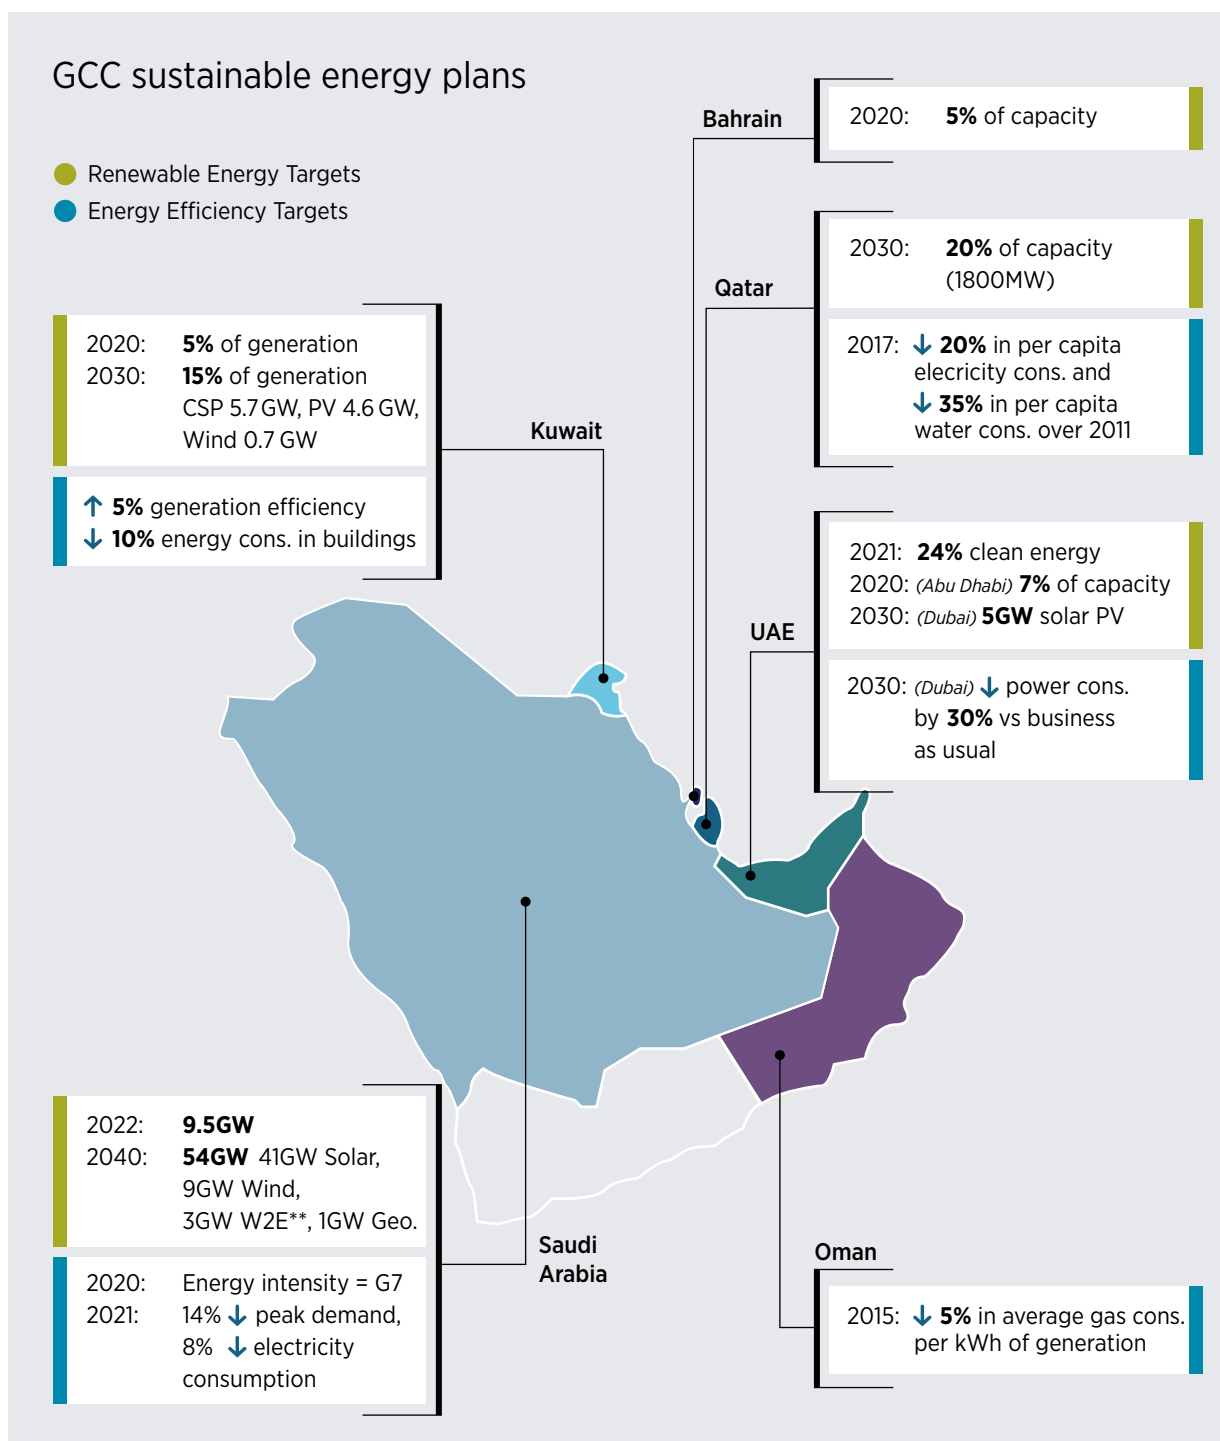 GCC sustainable energy plans
Renewable Energy Targets
Energy Efficiency Targets
Bahrain
2020: 5% of capacity
Qatar
2030: 20% of capacity
(1800MW)
2017: ↓ 20% in per capita
elecricity cons. and
↓ 35% in per capita
water cons. over 2011
Kuwait
2020: 5% of generation
2030: 15% of generation
CSP 5.7 GW, PV 4.6 GW,
Wind 0.7 GW
↑ 5% generation efficiency
↓ 10% energy cons. in buildings
UAE
2021: 24% clean energy
2020: (Abu Dhabi) 7% of capacity
2030: (Dubai) 5GW solar PV
2030: (Dubai) ↓ power cons.
by 30% vs business
as usual
Saudi
Arabia
2022: 9.5GW
2040: 54GW 41GW Solar,
9GW Wind,
3GW W2E**, 1GW Geo.
2020: Energy intensity = G7
2021: 14% ↓ peak demand,
8% ↓ electricity
consumption
Oman
2015: ↓ 5% in average gas cons.
per kWh of generation